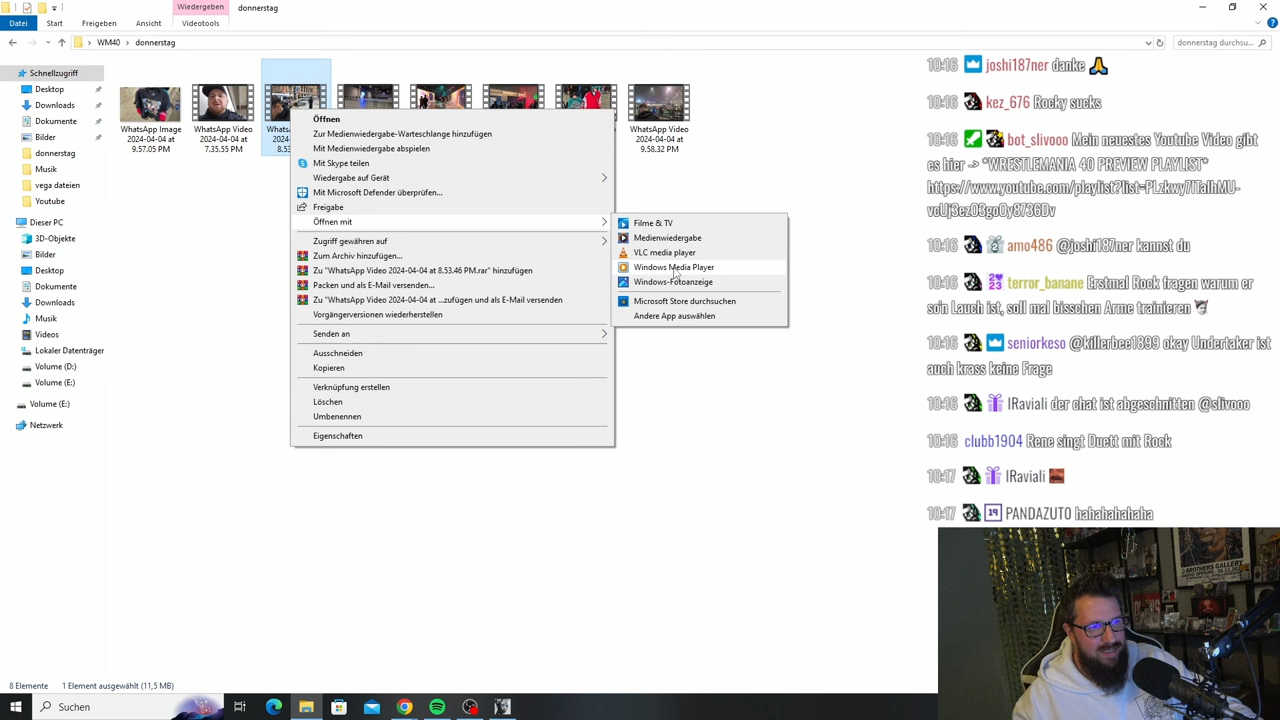 Wiedergeben
donnerstag
Datei
Start
Freigeben
Ansicht
Videotools
WM40
donnerstag
donnerstag durchsu...
Schnellzugriff
Desktop
Downloads
Dokumente
Bilder
donnerstag
Musik
vega dateien
Youtube
Dieser PC
3D-Objekte
Bilder
Desktop
Dokumente
Downloads
Musik
Videos
Lokaler Datenträger
Volume (D:)
Volume (E:)
Volume (E:)
Netzwerk
WhatsApp Image
2024-04-04 at
9.57.05 PM
WhatsApp Video
2024-04-04 at
7.35.55 PM
WhatsApp Video
2024-04-04 at
9.58.32 PM
Öffnen
Zur Medienwiedergabe-Warteschlange hinzufügen
Mit Medienwiedergabe abspielen
Mit Skype teilen
Wiedergabe auf Gerät
Mit Microsoft Defender überprüfen...
Freigabe
Öffnen mit
Zugriff gewähren auf
Zum Archiv hinzufügen...
Zu "WhatsApp Video 2024-04-04 at 8.53.46 PM.rar" hinzufügen
Packen und als E-Mail versenden...
Zu "WhatsApp Video 2024-04-04 at ...zufügen und als E-Mail versenden
Vorgängerversionen wiederherstellen
Senden an
Ausschneiden
Kopieren
Verknüpfung erstellen
Löschen
Umbenennen
Eigenschaften
Filme & TV
Medienwiedergabe
VLC media player
Windows Media Player
Windows-Fotoanzeige
Microsoft Store durchsuchen
Andere App auswählen
10:16 joshi187ner danke
10:16 kez_676 Rocky sucks
10:16 bot_slivooo Mein neuestes Youtube Video gibt
es hier -> *WRESTLEMANIA 40 PREVIEW PLAYLIST*
10:16 amo486 @joshi187ner kannst du
10:16 terror_banane Erstmal Rock fragen warum er
so'n Lauch ist, soll mal bisschen Arme trainieren
10:16 seniorkeso @killerbee1899 okay Undertaker ist
auch krass keine Frage
10:16 IRaviali der chat ist abgeschnitten @slivooo
10:16 clubb1904 Rene singt Duett mit Rock
10:17 IRaviali
10:17 19 PANDAZUTO hahahahahaha
8 Elemente
1 Element ausgewählt (11,5 MB)
Suchen
BROTHERS GALLERY